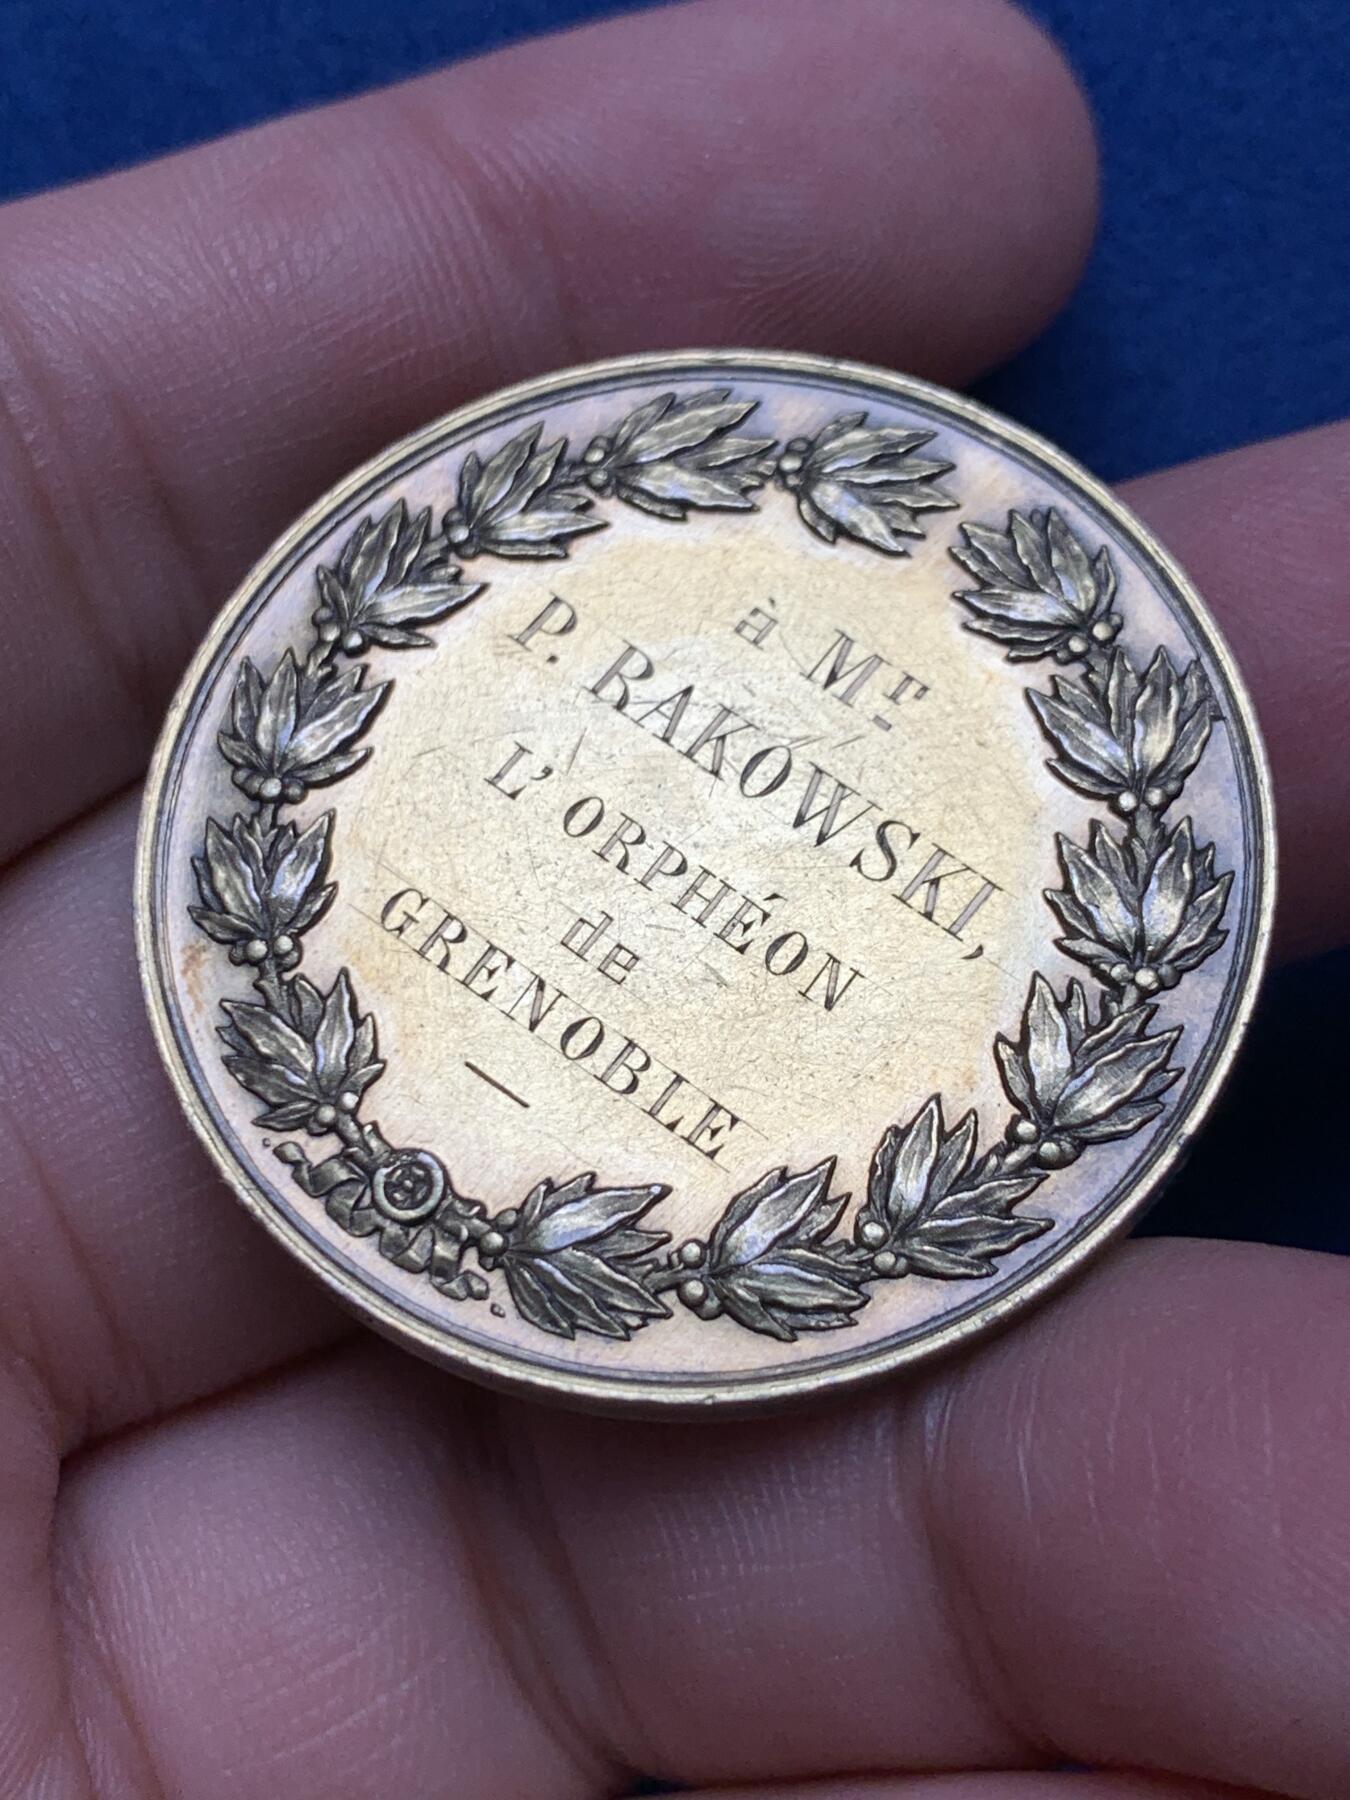 à Mr
P. RAKOWSKI,
L'ORPHÉON
de
GRENOBLE